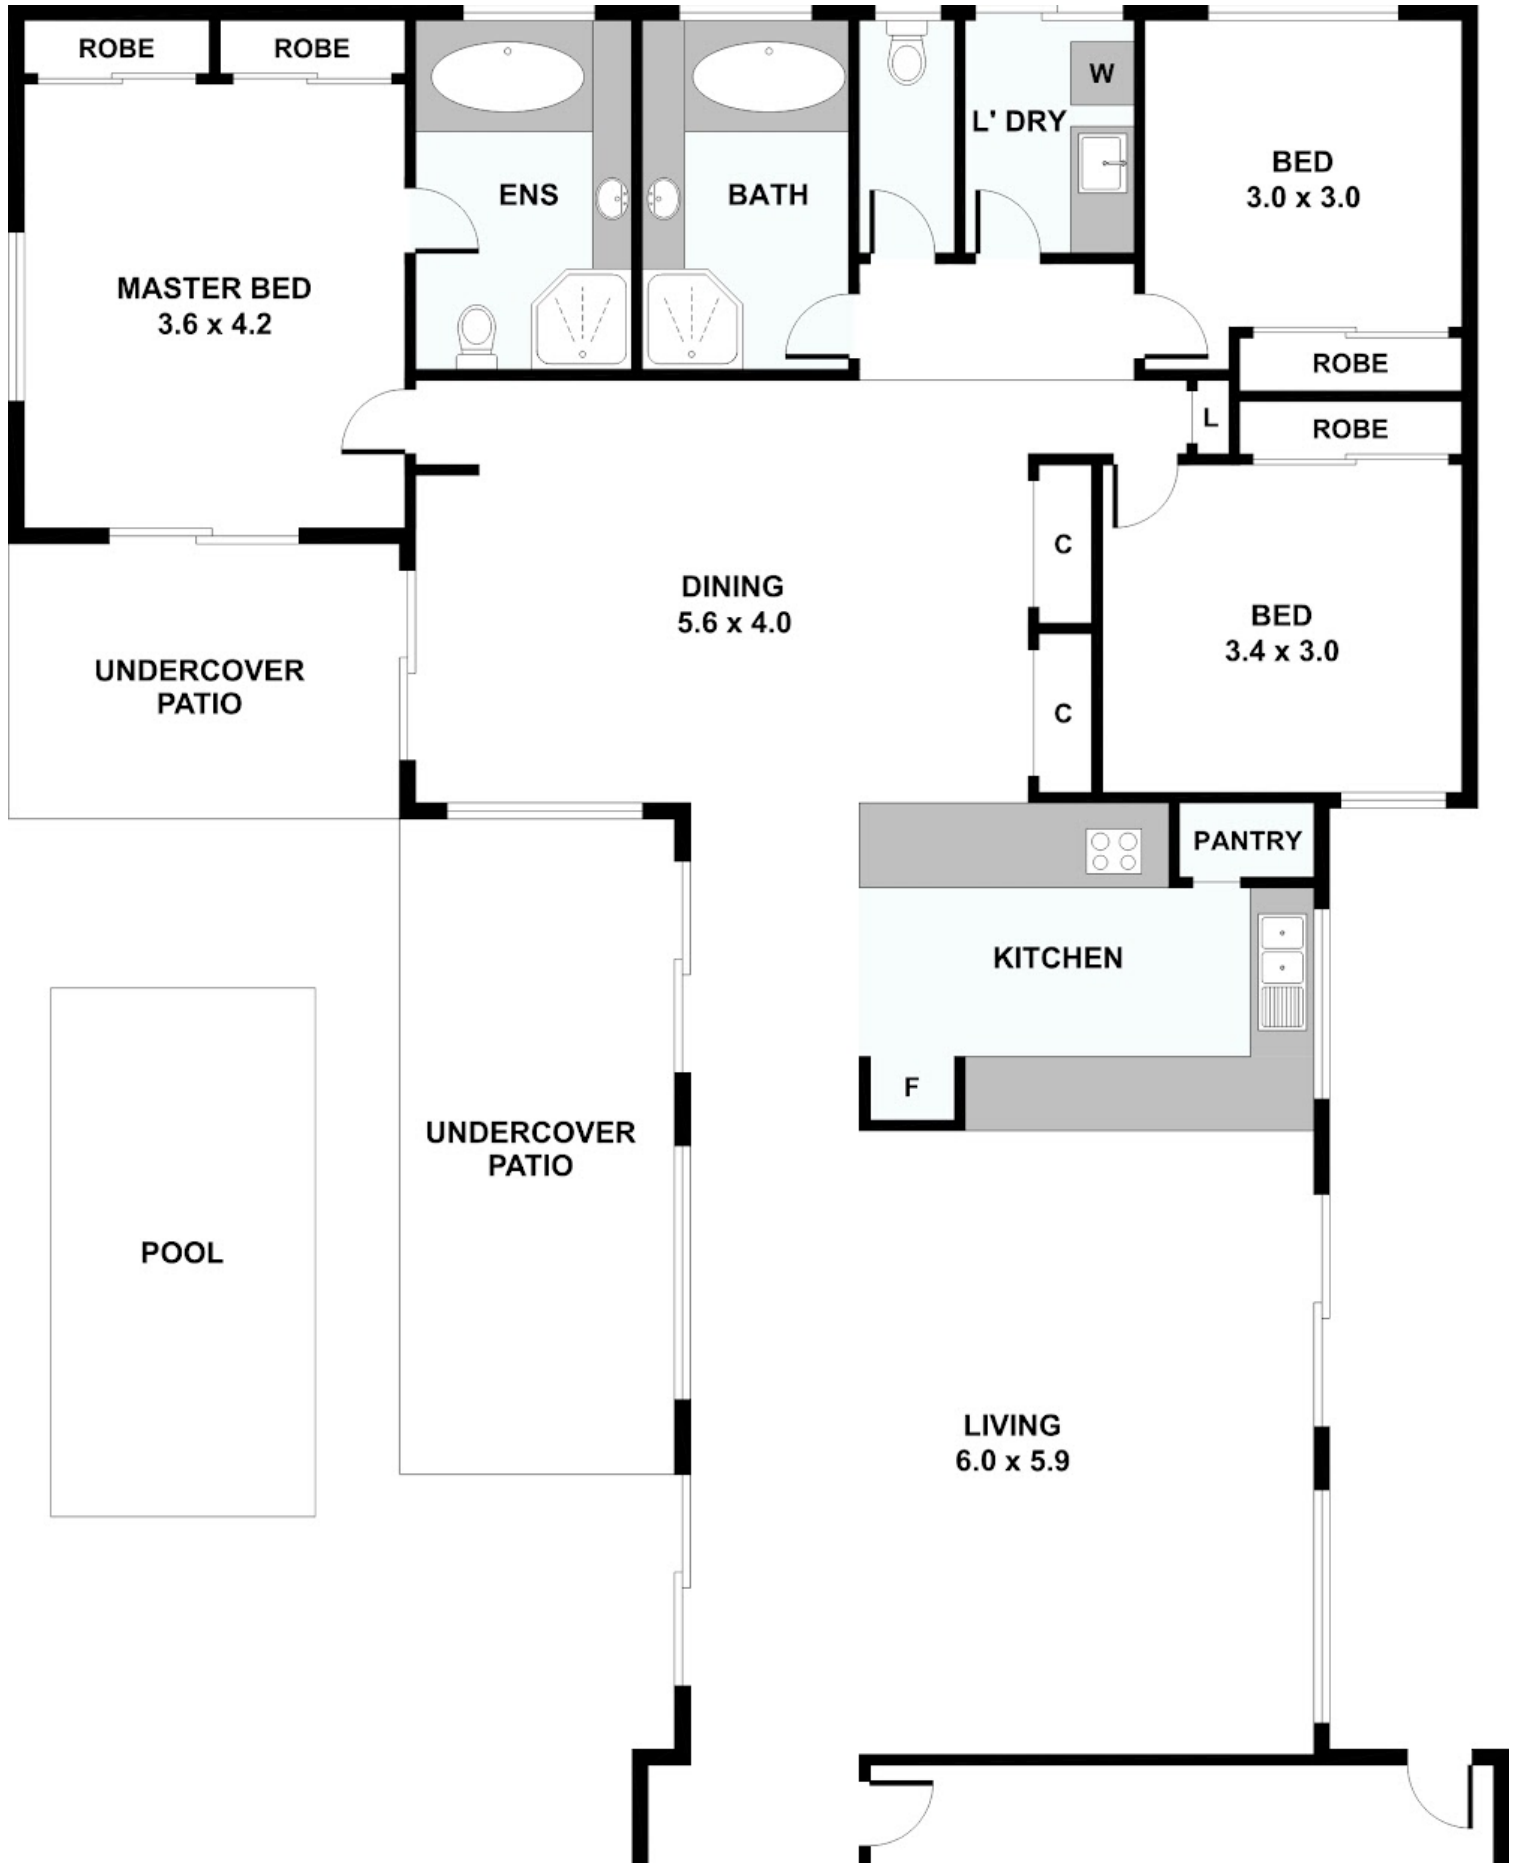 ROBE
ROBE
W
L' DRY
BED
3.0 x 3.0
ENS
BATH
MASTER BED
3.6 x 4.2
ROBE
L
ROBE
C
DINING
5.6 x 4.0
BED
3.4 x 3.0
UNDERCOVER
PATIO
C
PANTRY
KITCHEN
F
UNDERCOVER
PATIO
POOL
LIVING
6.0 x 5.9